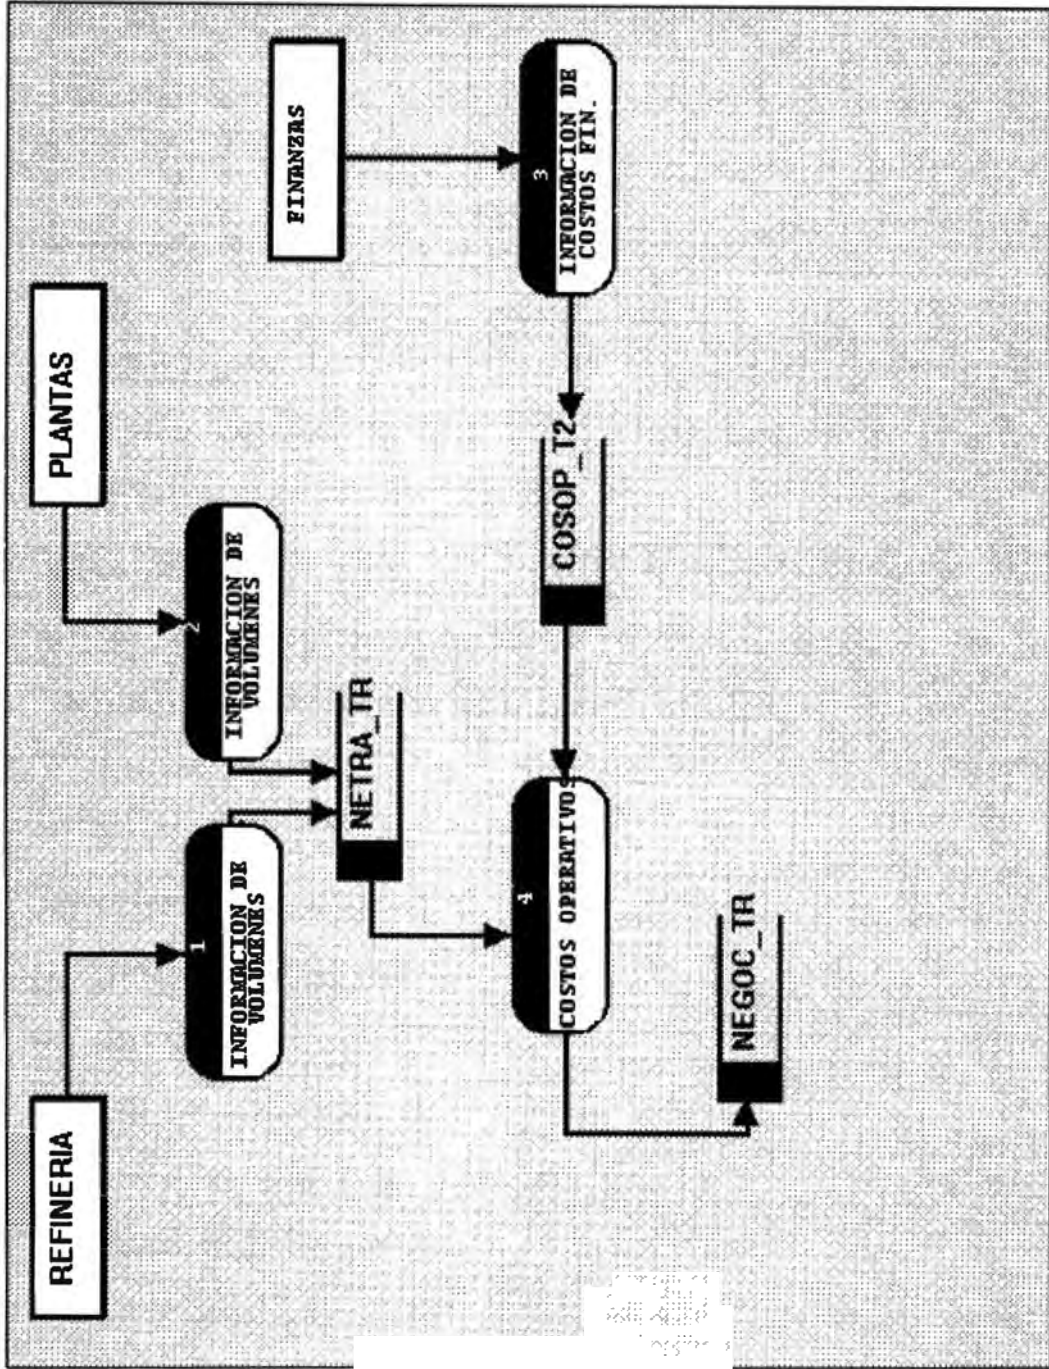 REFINERIA
PLANTAS
1
INFORMACION DE
VOLUMENES
2
INFORMACION DE
VOLUMENES
FINANZAS
NETRA_TR
4
COSTOS OPERATIVOS
COSOP_T2
3
INFORMACION DE
COSTOS FIN.
NEGOC_TR